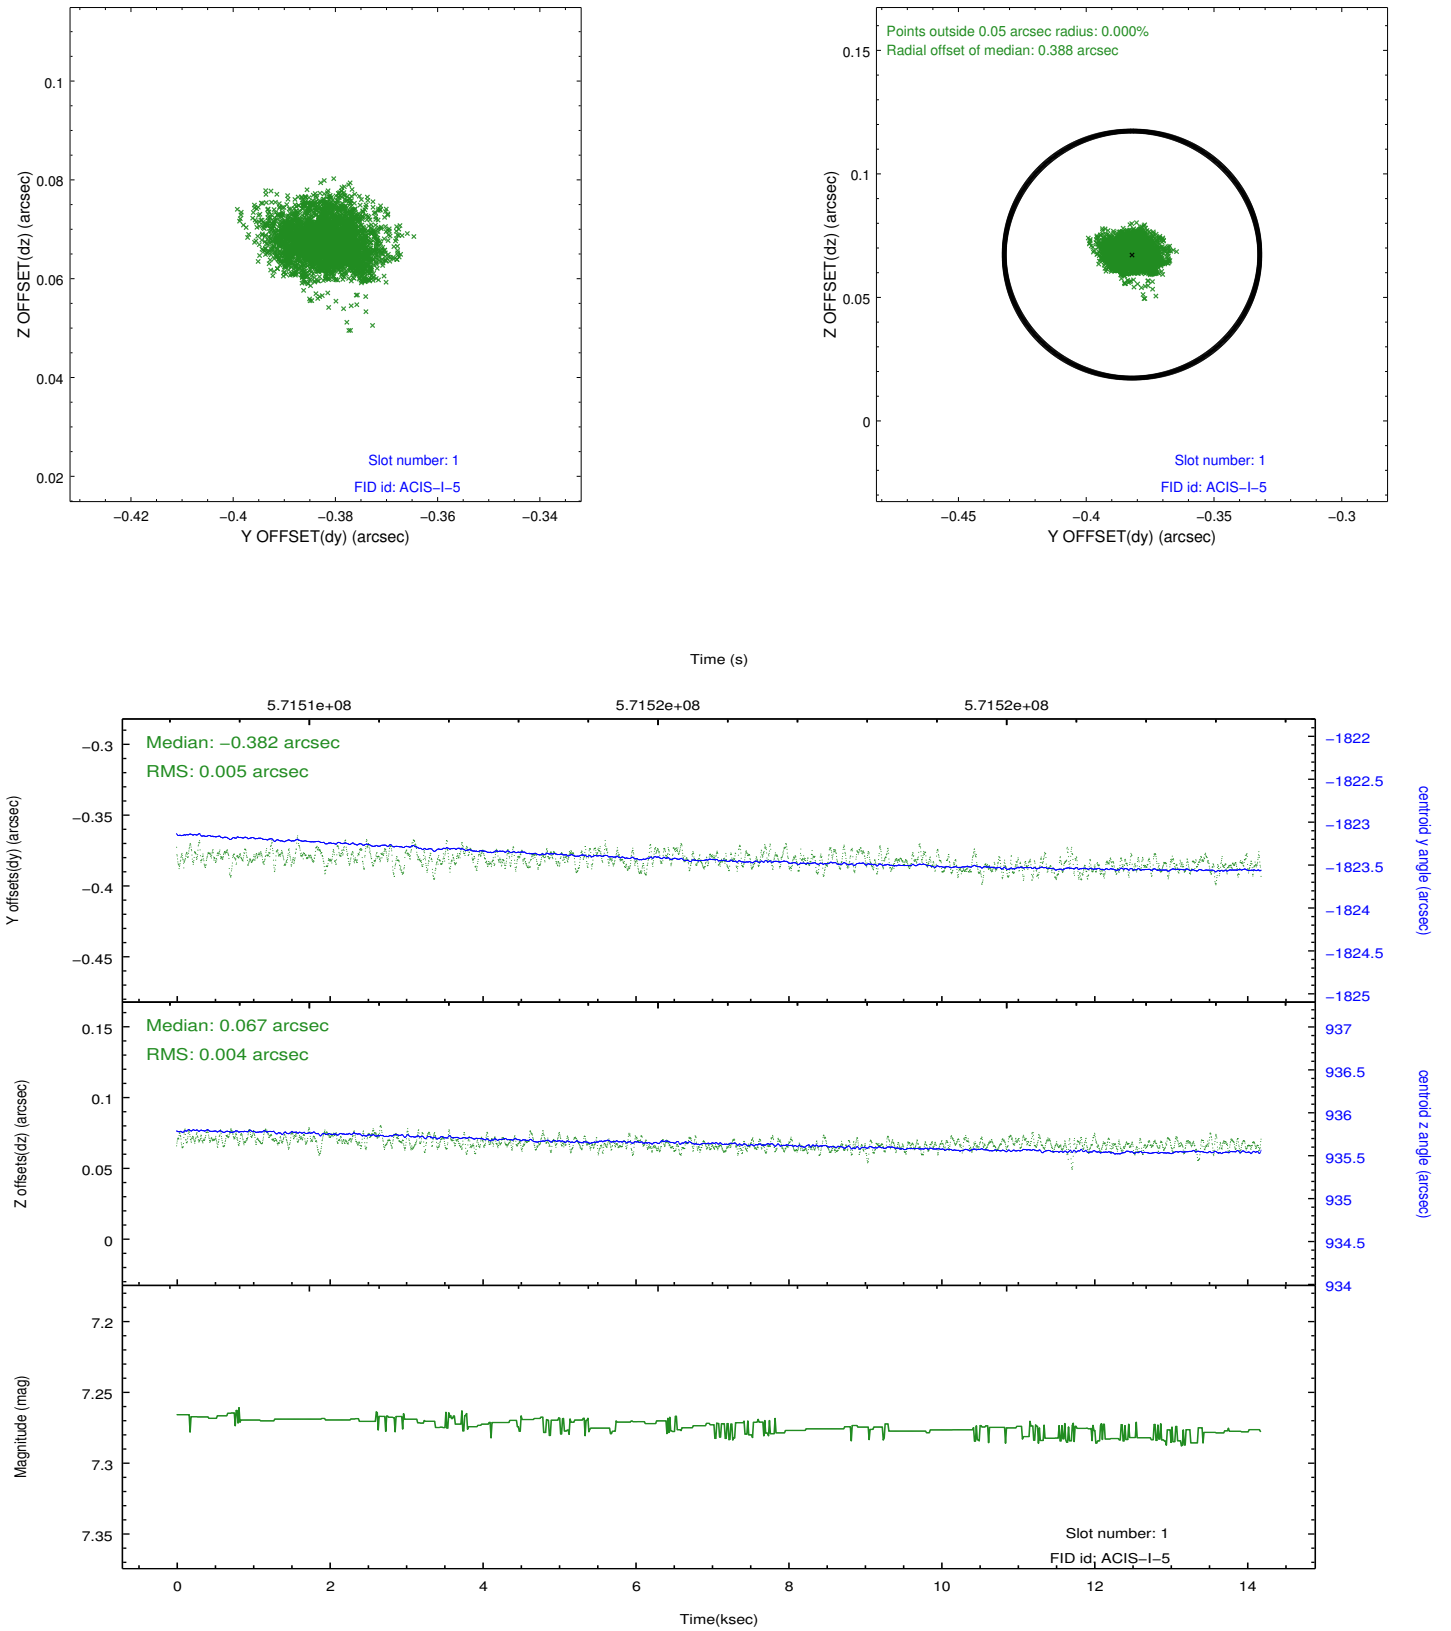 0.1
0.08
0.06
0.04
0.02
Z OFFSET(dz) (arcsec)
Slot number: 1
FID id: ACIS−I−5
−0.42 −0.4 −0.38 −0.36 −0.34
Y OFFSET(dy) (arcsec)
Points outside 0.05 arcsec radius: 0.000%
Radial offset of median: 0.388 arcsec
0.15
0.1
0.05
0
Z OFFSET(dz) (arcsec)
Slot number: 1
FID id: ACIS−I−5
−0.45 −0.4 −0.35 −0.3
Y OFFSET(dy) (arcsec)
Time (s)
5.7151e+08 5.7152e+08 5.7152e+08
Median: −0.382 arcsec
RMS: 0.005 arcsec
−0.3
−0.35
−0.4
−0.45
Y offsets(dy) (arcsec)
−1822
−1822.5
−1823
−1823.5
−1824
−1824.5
−1825
centroid y angle (arcsec)
Median: 0.067 arcsec
RMS: 0.004 arcsec
0.15
0.1
0.05
0
Z offsets(dz) (arcsec)
937
936.5
936
935.5
935
934.5
934
centroid z angle (arcsec)
7.2
7.25
7.3
7.35
Magnitude (mag)
Slot number: 1
FID id: ACIS−I−5
0 2 4 6 8 10 12 14
Time(ksec)